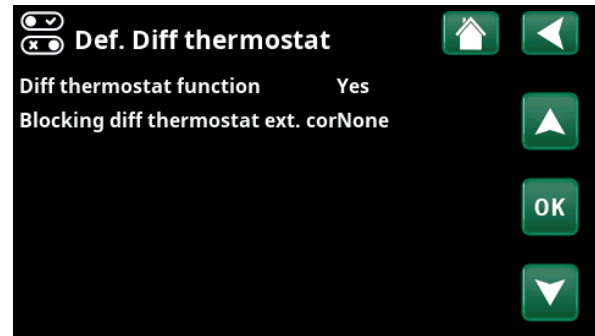 Def. Diff thermostat
Diff thermostat function Yes
Blocking diff thermostat ext. corNone
OK